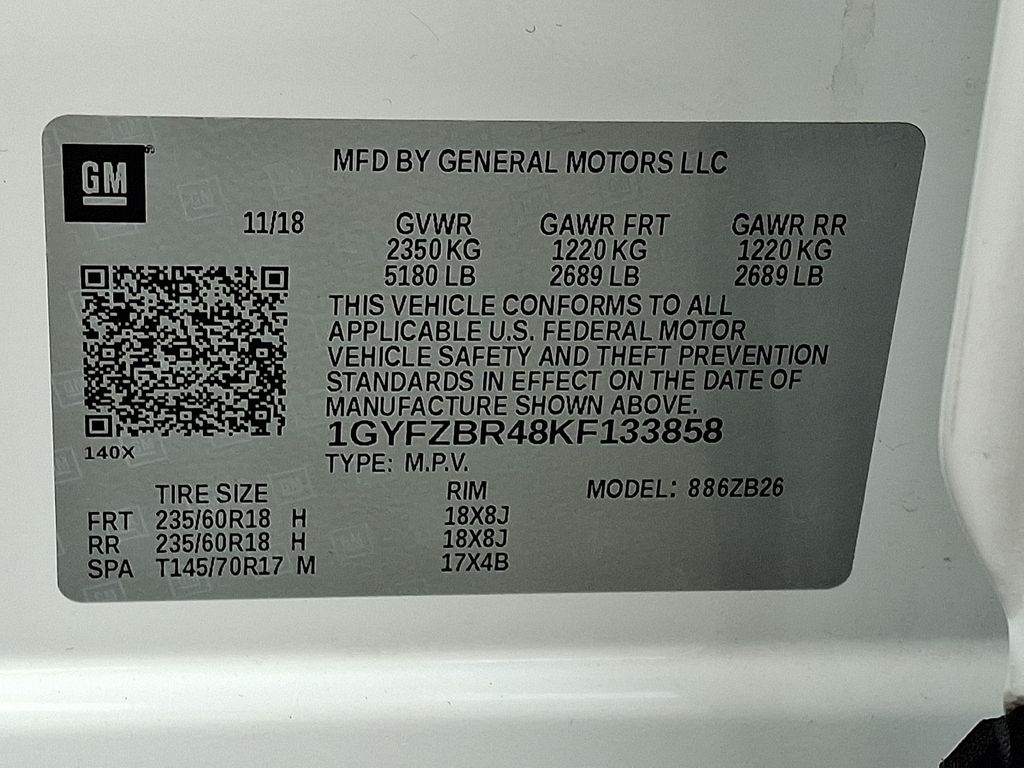 GM
MFD BY GENERAL MOTORS LLC
11/18 GVWR GAWR FRT GAWR RR
2350 KG 1220 KG 1220 KG
5180 LB 2689 LB 2689 LB
THIS VEHICLE CONFORMS TO ALL
APPLICABLE U.S. FEDERAL MOTOR
VEHICLE SAFETY AND THEFT PREVENTION
STANDARDS IN EFFECT ON THE DATE OF
MANUFACTURE SHOWN ABOVE.
1GYFZBR48KF133858
140X
TYPE: M.P.V.
TIRE SIZE RIM MODEL: 886ZB26
FRT 235/60R18 H 18X8J
RR 235/60R18 H 18X8J
SPA T145/70R17 M 17X4B